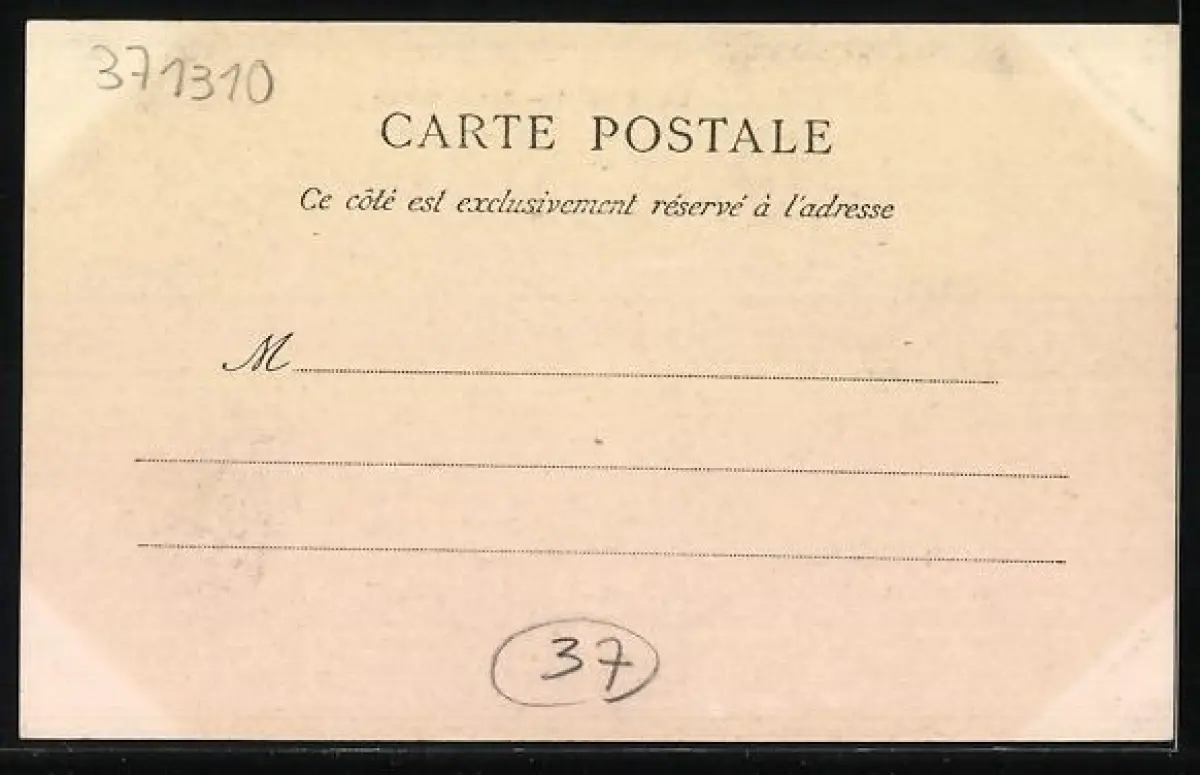 371310
CARTE POSTALE
Ce côté est exclusivement réservé à l'adresse
M
37